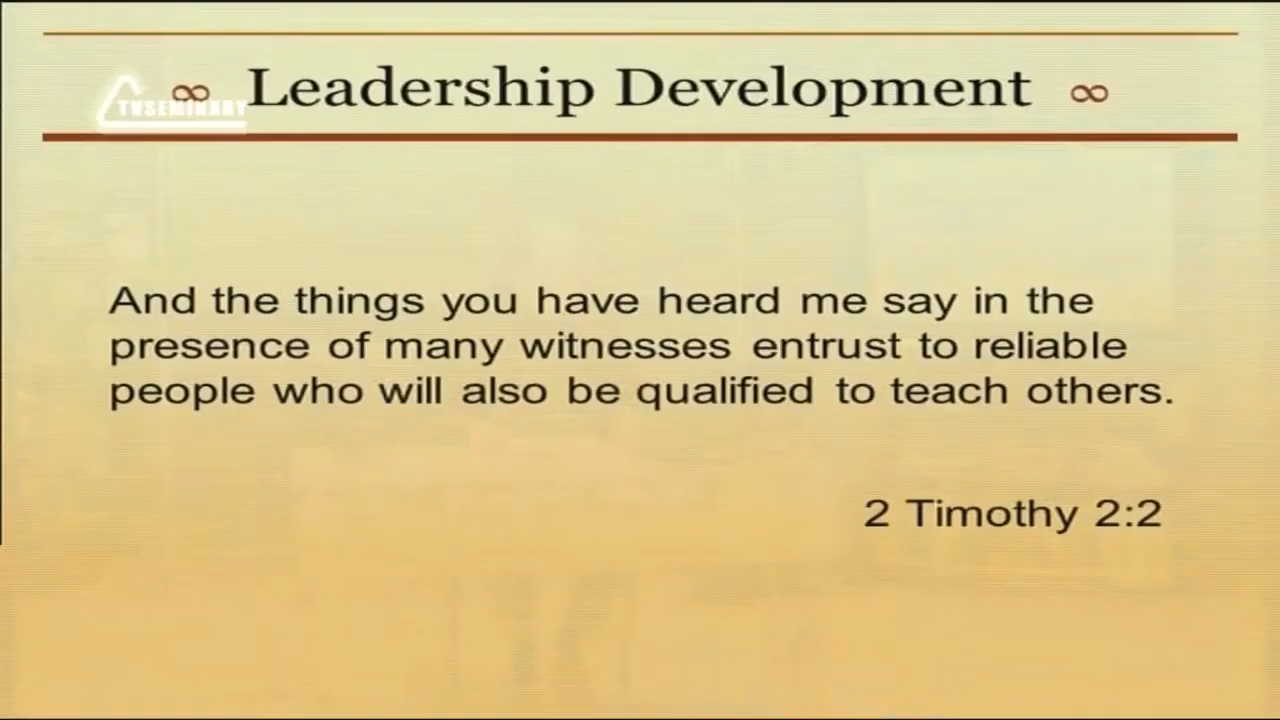 ∞ Leadership Development ∞
TVSEMINARY
And the things you have heard me say in the
presence of many witnesses entrust to reliable
people who will also be qualified to teach others.
2 Timothy 2:2